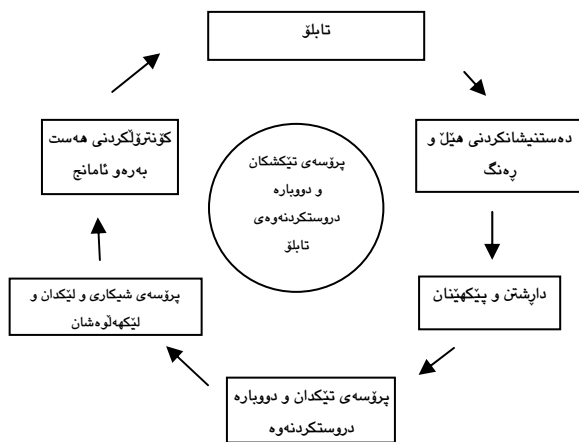 تابلۆ
دەستنیشانکردنی هێڵ و
ڕەنگ
داڕشتن و پێکهێنان
پرۆسەی تێکدان و دووبارە
دروستکردنەوە
پرۆسەی شیکاری و لێکدان و
لێکهەڵوەشان
کۆنترۆڵکردنی هەست
بەرەو ئامانج
پرۆسەی تێکشکان
و دووبارە
دروستکردنەوەی
تابلۆ